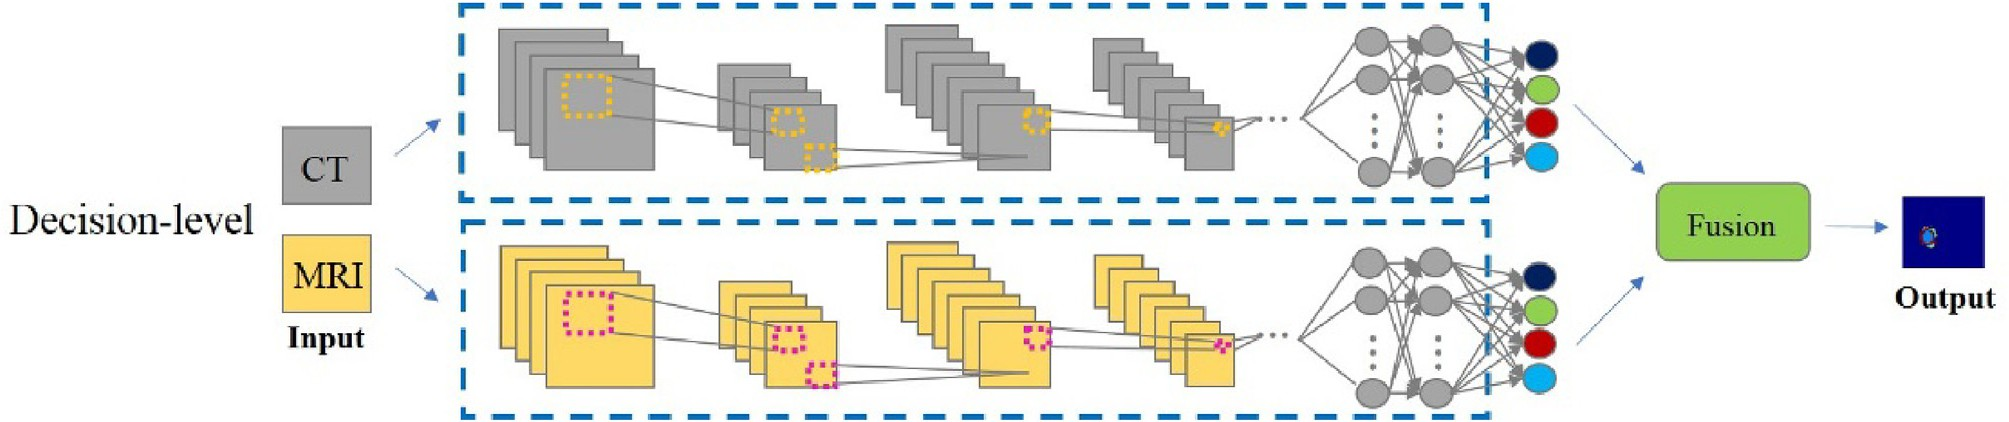 Decision-level
CT
MRI
Input
Fusion
Output